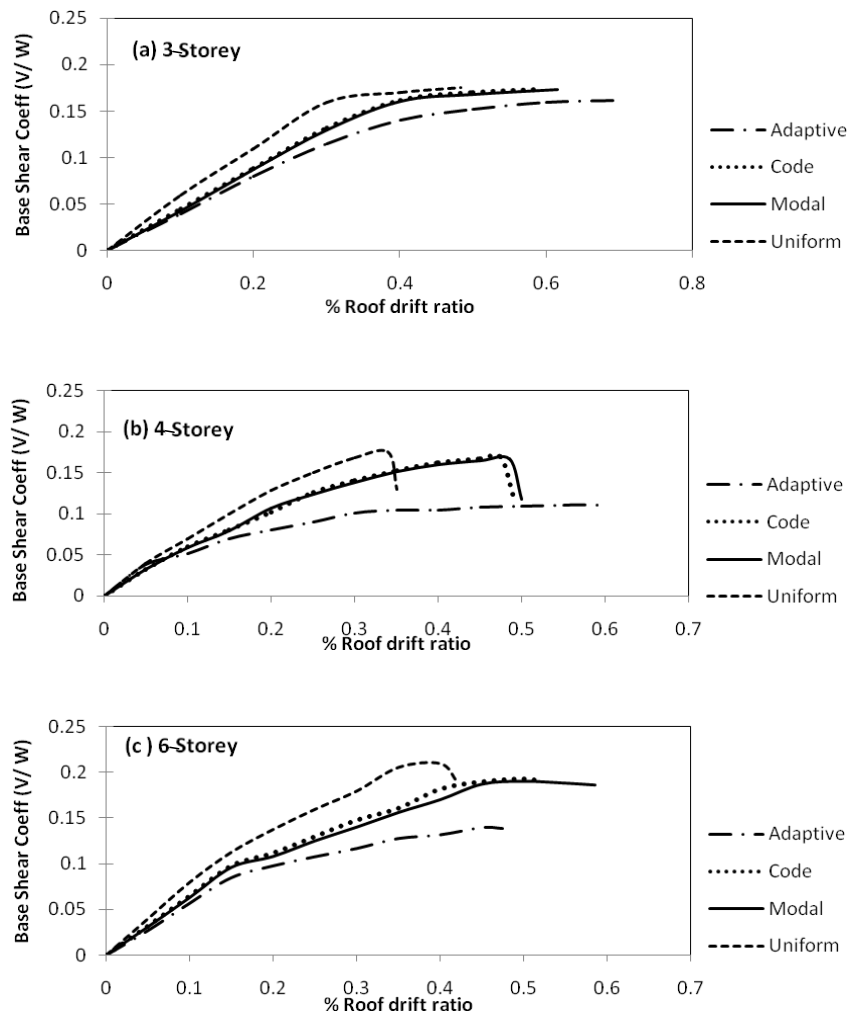 (a) 3-Storey
Base Shear Coeff (V/ W)
0.25
0.2
0.15
0.1
0.05
0
0 0.2 0.4 0.6 0.8
% Roof drift ratio
Adaptive
Code
Modal
Uniform
(b) 4-Storey
Base Shear Coeff (V/ W)
0.25
0.2
0.15
0.1
0.05
0
0 0.1 0.2 0.3 0.4 0.5 0.6 0.7
% Roof drift ratio
Adaptive
Code
Modal
Uniform
(c ) 6-Storey
Base Shear Coeff (V/ W)
0.25
0.2
0.15
0.1
0.05
0
0 0.1 0.2 0.3 0.4 0.5 0.6 0.7
% Roof drift ratio
Adaptive
Code
Modal
Uniform